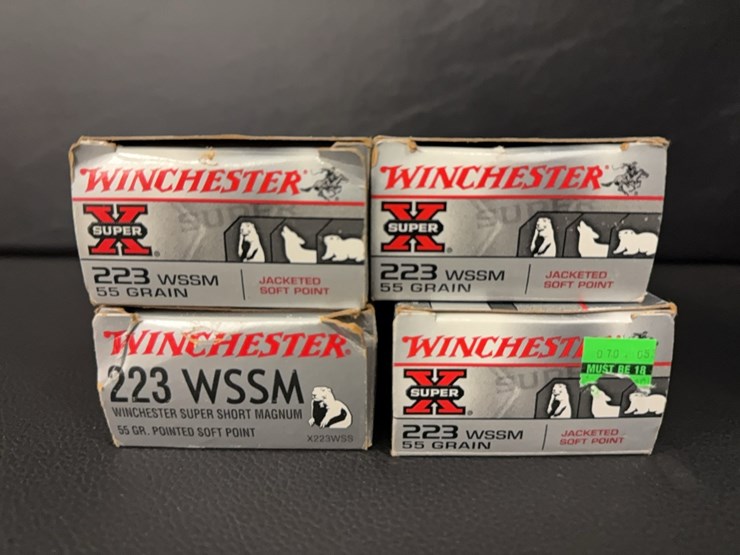 WINCHESTER
SUPER
X
SUPER
223 WSSM
55 GRAIN
JACKETED
SOFT POINT
WINCHESTER
SUPER
X
SUPER
223 WSSM
55 GRAIN
JACKETED
SOFT POINT
WINCHESTER
223 WSSM
WINCHESTER SUPER SHORT MAGNUM
55 GR. POINTED SOFT POINT
X223WSS
MUST BE 18
X
SUPER
223 WSSM
55 GRAIN
JACKETED
SOFT POINT